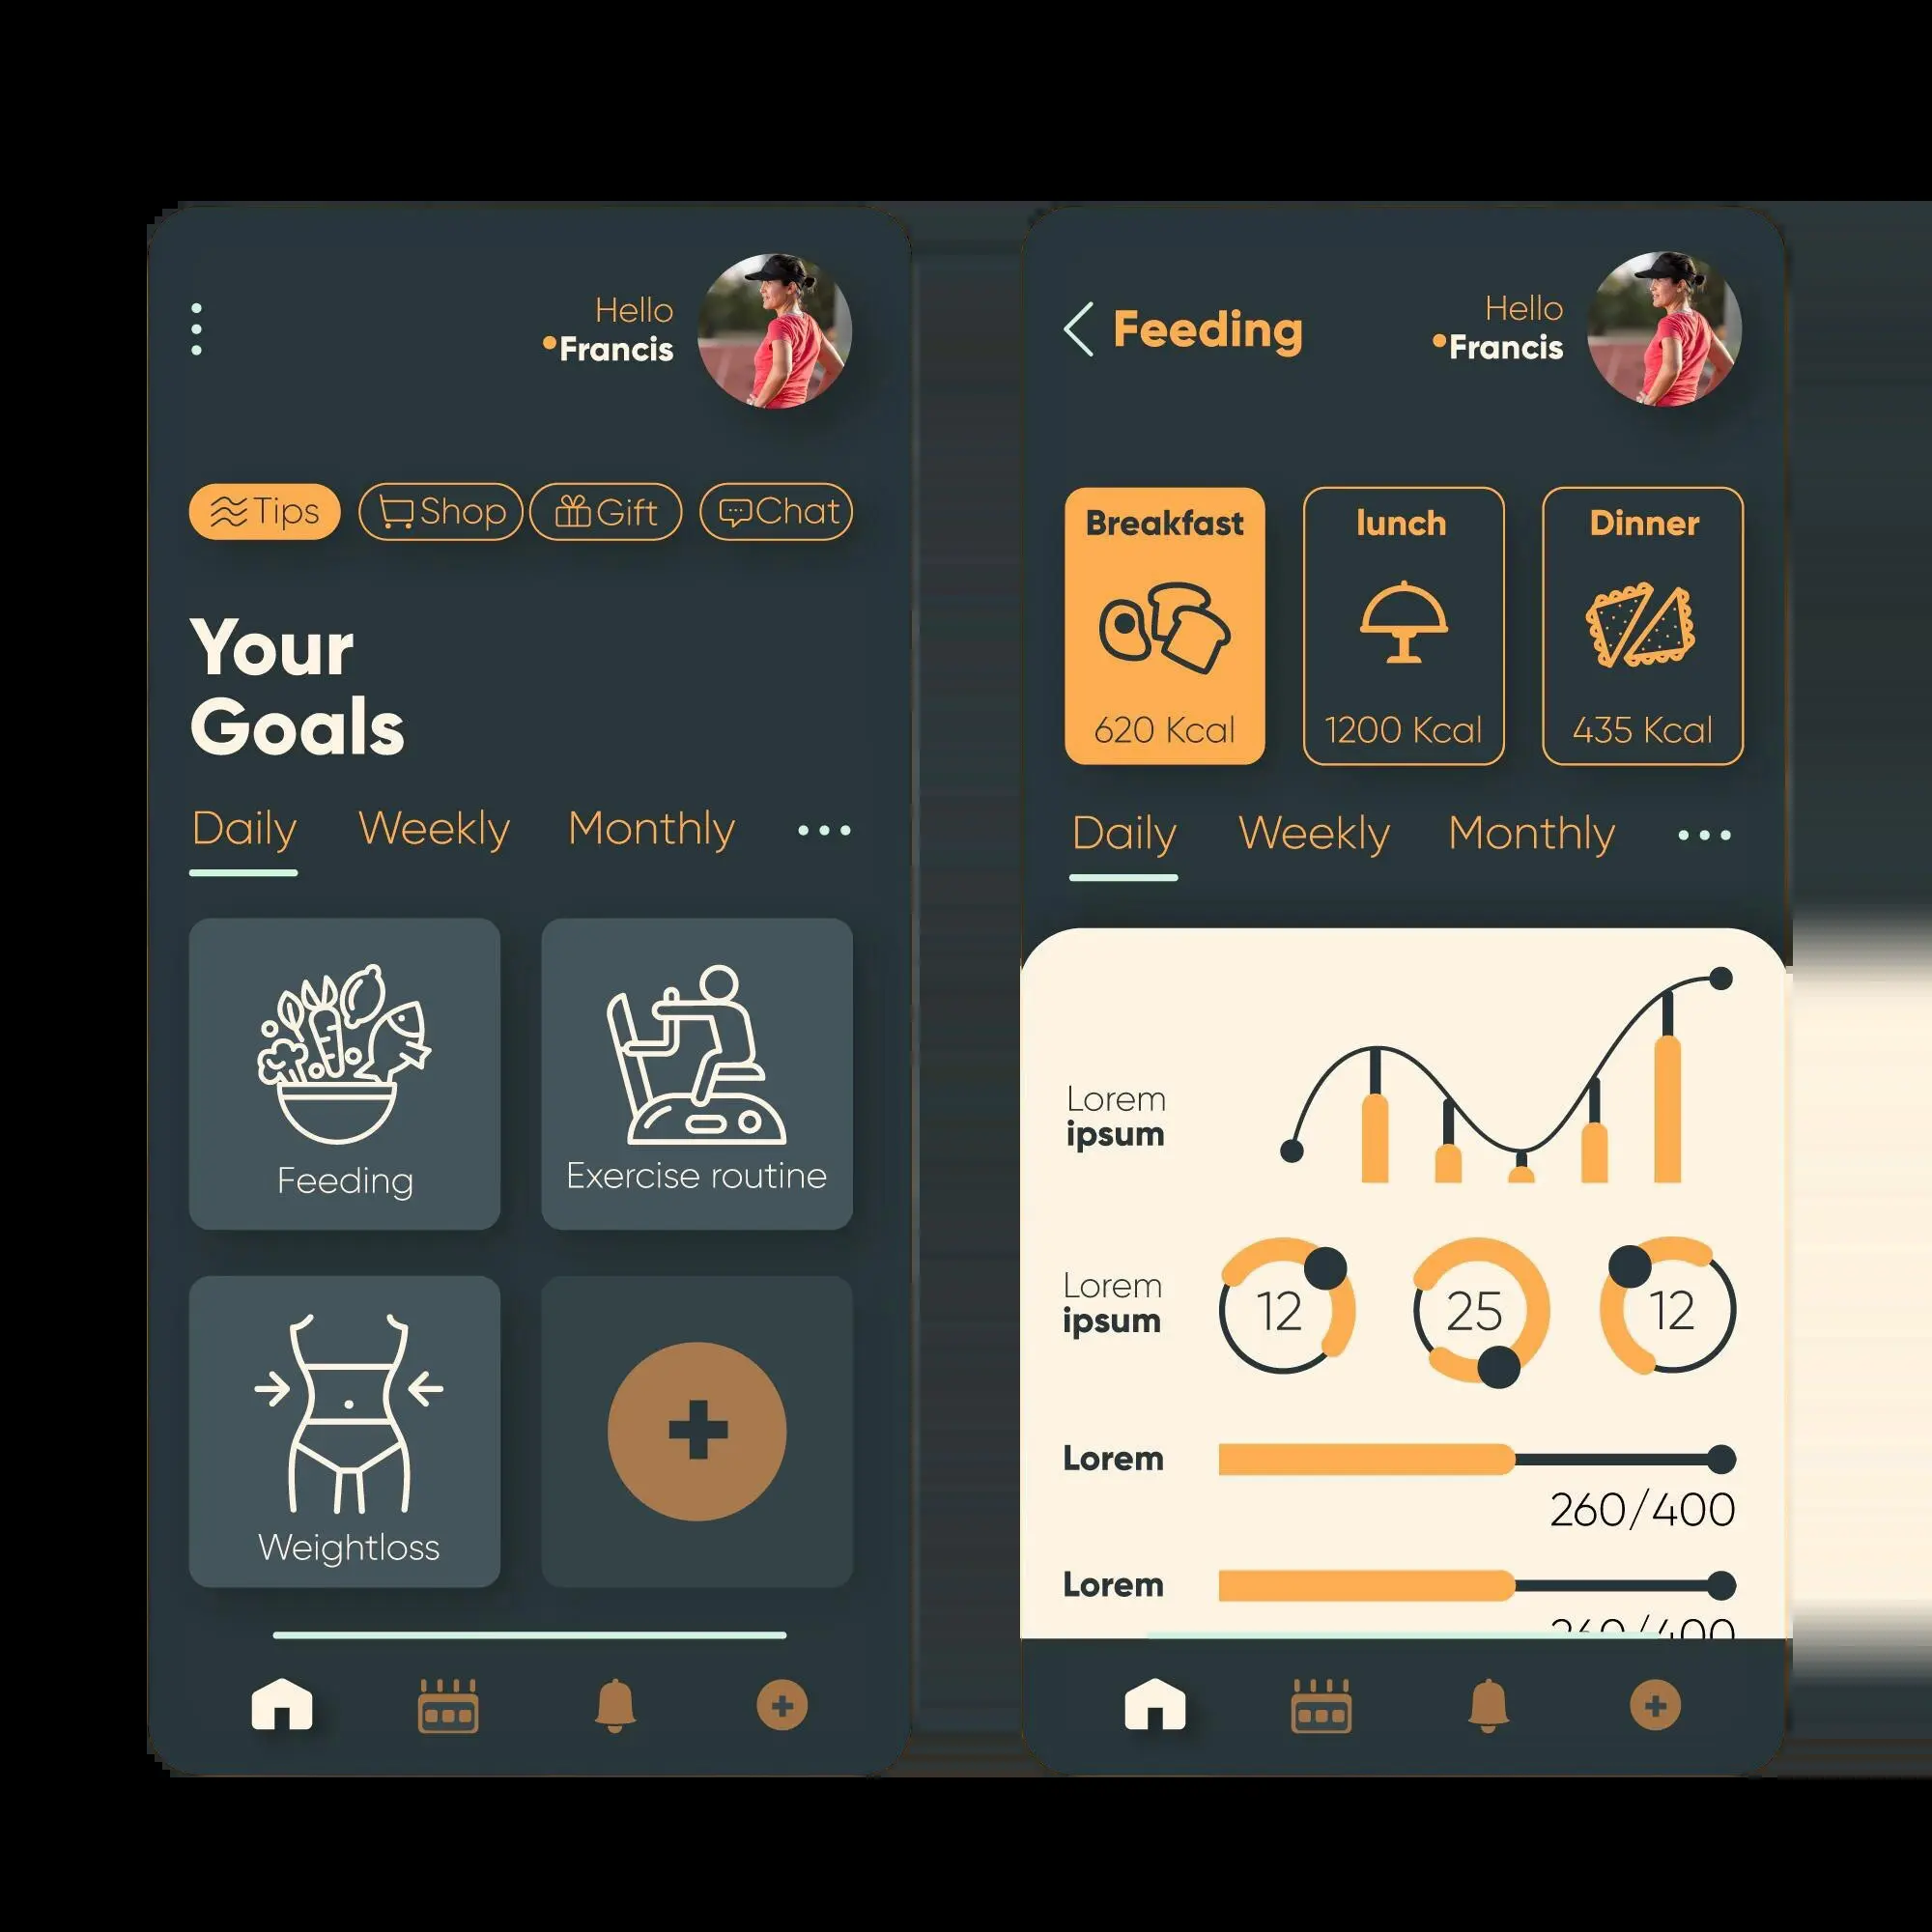 Hello
Francis
Tips
Shop
Gift
Chat
Your
Goals
Daily
Weekly
Monthly
Feeding
Exercise routine
Weightloss
Feeding
Hello
Francis
Breakfast
lunch
Dinner
620 Kcal
1200 Kcal
435 Kcal
Daily
Weekly
Monthly
Lorem
ipsum
Lorem
ipsum
12
25
12
Lorem
260/400
Lorem
260/400